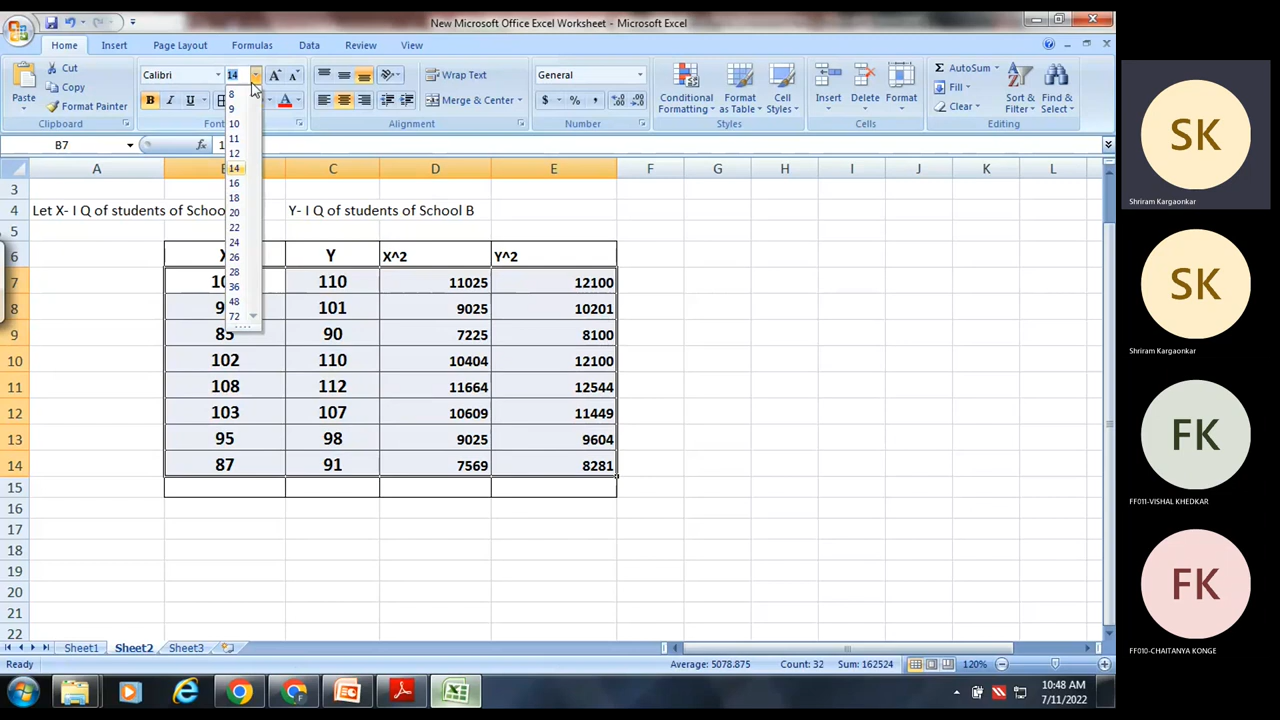 New Microsoft Office Excel Worksheet - Microsoft Excel
Home Insert Page Layout Formulas Data Review View
Paste Cut Copy Format Painter Clipboard
Calibri 14 B I U A
Font
Wrap Text Merge & Center Alignment
General $ % , Number
Conditional Formatting Format as Table Cell Styles Styles
Insert Delete Format Cells
Σ AutoSum Fill Clear Sort & Filter Find & Select Editing
B7 fx
8
9
10
11
12
14
16
18
20
22
24
26
28
36
48
72
A C D E F G H I J K L
3
4 Let X- I Q of students of School Y- I Q of students of School B
5
6 Y X^2 Y^2
7 110 11025 12100
8 101 9025 10201
9 85 90 7225 8100
10 102 110 10404 12100
11 108 112 11664 12544
12 103 107 10609 11449
13 95 98 9025 9604
14 87 91 7569 8281
15
16
17
18
19
20
21
22
Sheet1 Sheet2 Sheet3
Ready Average: 5078.875 Count: 32 Sum: 162524 120%
10:48 AM
7/11/2022
SK
Shriram Kargaonkar
SK
Shriram Kargaonkar
FK
FF011-VISHAL KHEDKAR
FK
FF010-CHAITANYA KONGE